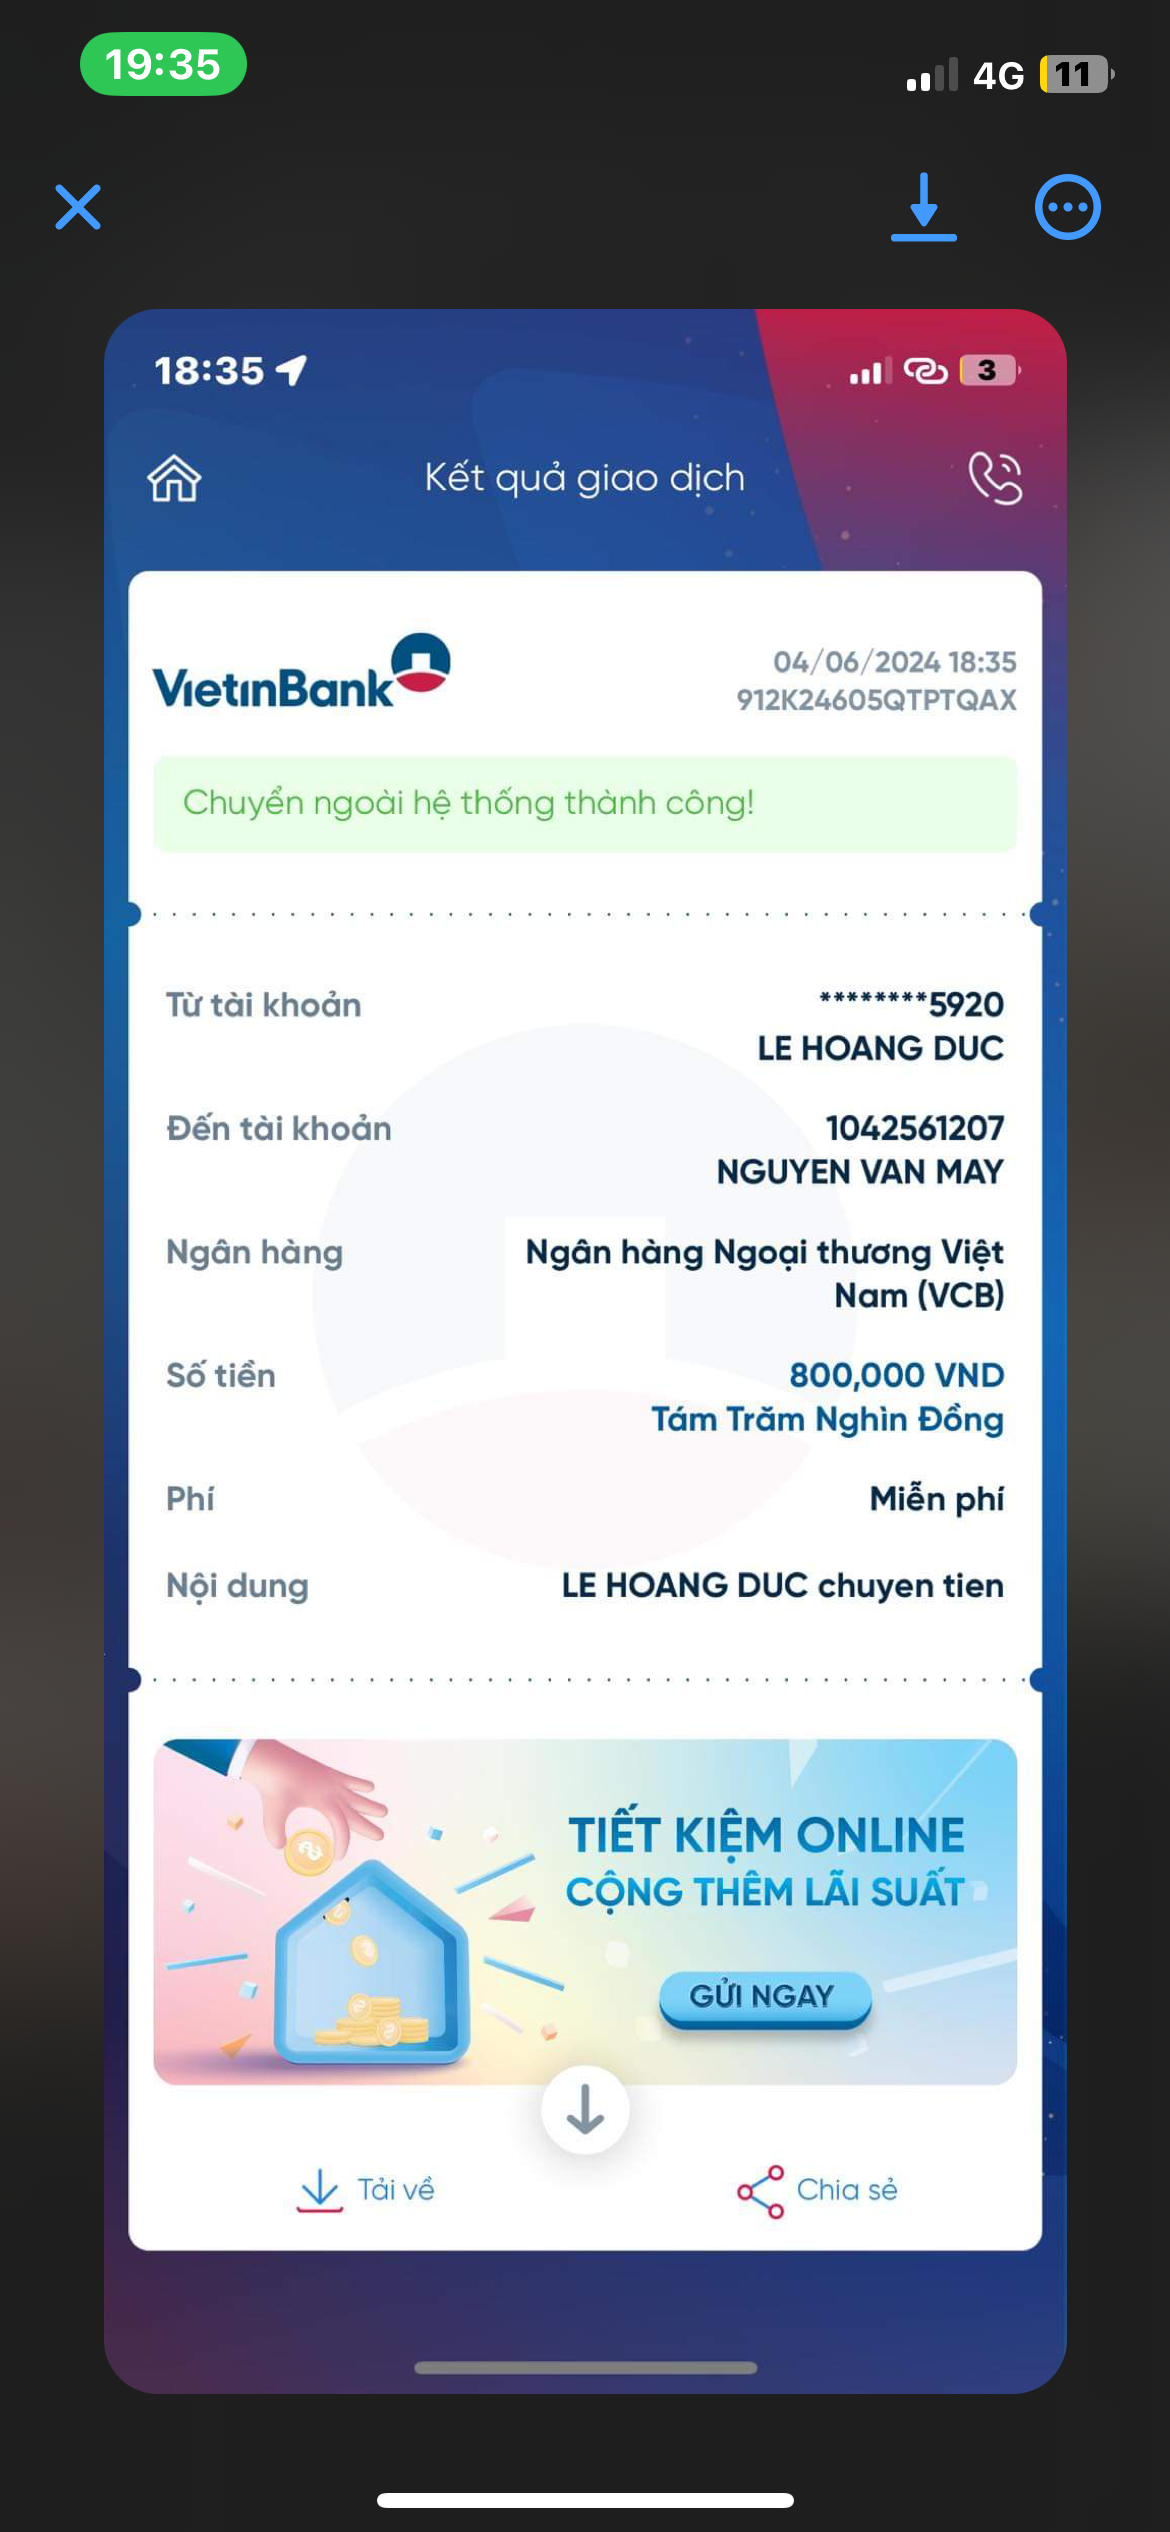 19:35
4G 11
18:35
3
Kết quả giao dịch
VietinBank
04/06/2024 18:35
912K24605QTPTQAX
Chuyển ngoài hệ thống thành công!
Từ tài khoản
********5920
LE HOANG DUC
Đến tài khoản
1042561207
NGUYEN VAN MAY
Ngân hàng
Ngân hàng Ngoại thương Việt
Nam (VCB)
Số tiền
800,000 VND
Tám Trăm Nghìn Đồng
Phí
Miễn phí
Nội dung
LE HOANG DUC chuyen tien
TIẾT KIỆM ONLINE
CỘNG THÊM LÃI SUẤT
GỬI NGAY
Tải về
Chia sẻ